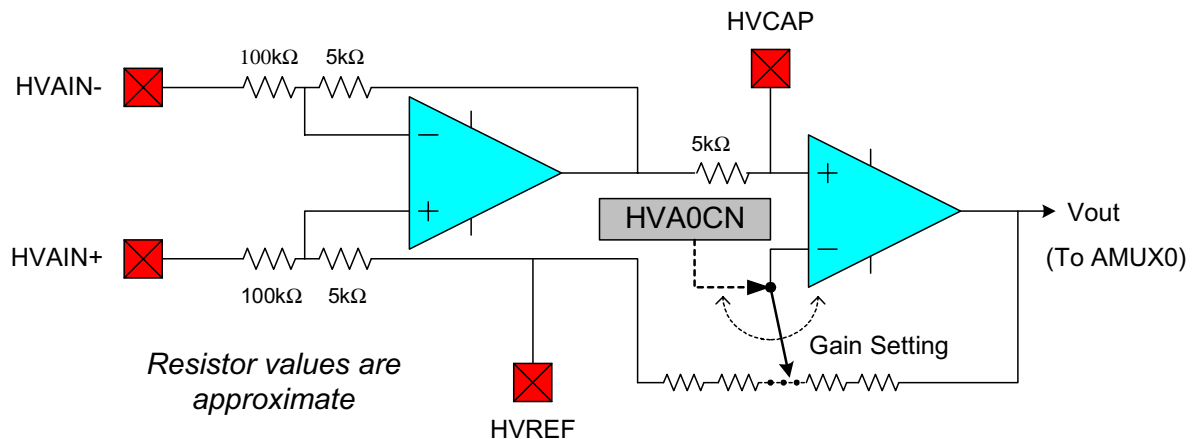 HVCAP
100kΩ 5kΩ
HVAIN-
−
5kΩ
+
HVA0CN
Vout
+
−
(To AMUX0)
HVAIN+
100kΩ 5kΩ
Gain Setting
Resistor values are
approximate
HVREF